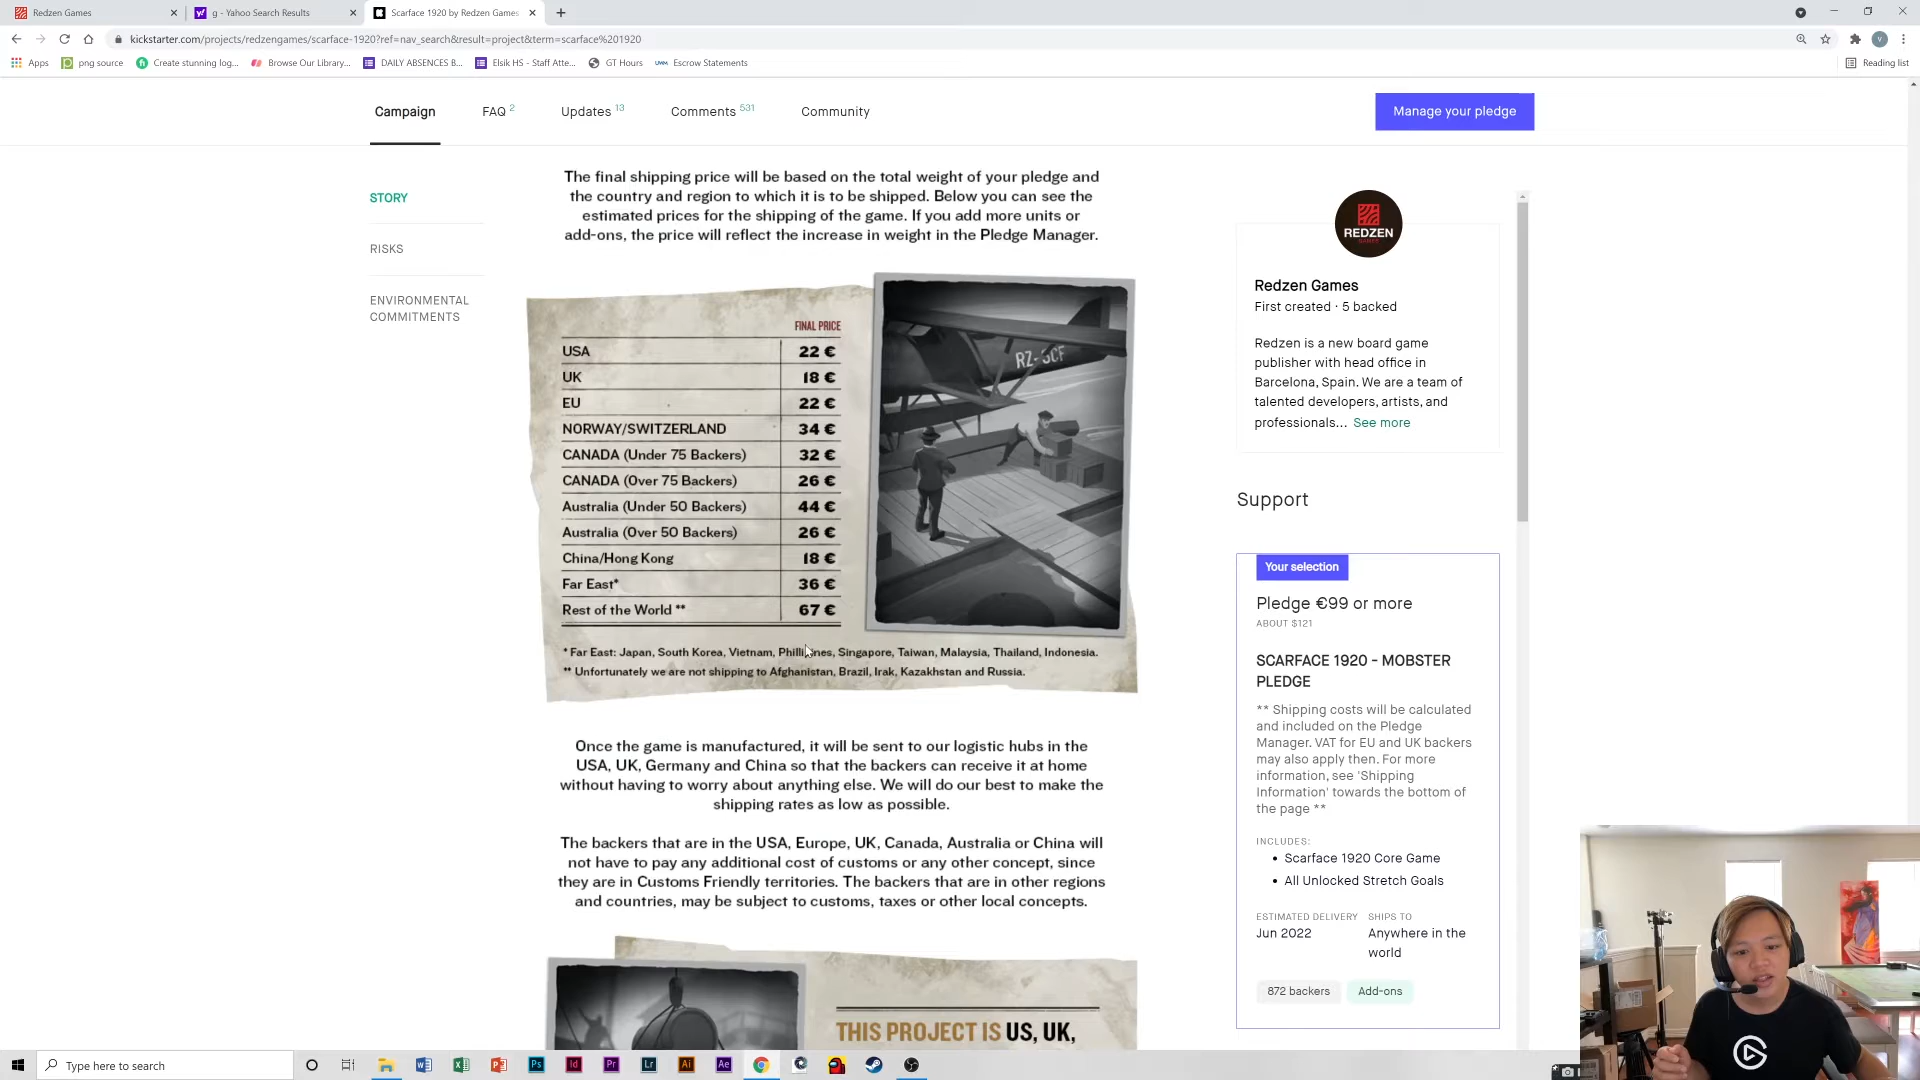 Redzen Games
g - Yahoo Search Results
Scarface 1920 by Redzen Games
kickstarter.com/projects/redzengames/scarface-1920?ref=nav_search&result=project&term=scarface%201920
Apps
png source
Create stunning log...
Browse Our Library...
DAILY ABSENCES B...
Elsik HS - Staff Atte...
GT Hours
UWM
Escrow Statements
Reading list
Campaign
FAQ 2
Updates 13
Comments 531
Community
Manage your pledge
STORY
RISKS
ENVIRONMENTAL
COMMITMENTS
The final shipping price will be based on the total weight of your pledge and
the country and region to which it is to be shipped. Below you can see the
estimated prices for the shipping of the game. If you add more units or
add-ons, the price will reflect the increase in weight in the Pledge Manager.
FINAL PRICE
USA 22 €
UK 18 €
EU 22 €
NORWAY/SWITZERLAND 34 €
CANADA (Under 75 Backers) 32 €
CANADA (Over 75 Backers) 26 €
Australia (Under 50 Backers) 44 €
Australia (Over 50 Backers) 26 €
China/Hong Kong 18 €
Far East* 36 €
Rest of the World ** 67 €
RZ-SCF
* Far East: Japan, South Korea, Vietnam, Phillipines, Singapore, Taiwan, Malaysia, Thailand, Indonesia.
** Unfortunately we are not shipping to Afghanistan, Brazil, Irak, Kazakhstan and Russia.
Once the game is manufactured, it will be sent to our logistic hubs in the
USA, UK, Germany and China so that the backers can receive it at home
without having to worry about anything else. We will do our best to make the
shipping rates as low as possible.
The backers that are in the USA, Europe, UK, Canada, Australia or China will
not have to pay any additional cost of customs or any other concept, since
they are in Customs Friendly territories. The backers that are in other regions
and countries, may be subject to customs, taxes or other local concepts.
THIS PROJECT IS US, UK,
REDZEN
GAMES
Redzen Games
First created · 5 backed
Redzen is a new board game
publisher with head office in
Barcelona, Spain. We are a team of
talented developers, artists, and
professionals... See more
Support
Your selection
Pledge €99 or more
ABOUT $121
SCARFACE 1920 - MOBSTER
PLEDGE
** Shipping costs will be calculated
and included on the Pledge
Manager. VAT for EU and UK backers
may also apply then. For more
information, see 'Shipping
Information' towards the bottom of
the page **
INCLUDES:
• Scarface 1920 Core Game
• All Unlocked Stretch Goals
ESTIMATED DELIVERY
Jun 2022
SHIPS TO
Anywhere in the
world
872 backers
Add-ons
Type here to search
Ps
Id
Pr
Lr
Ai
Ae